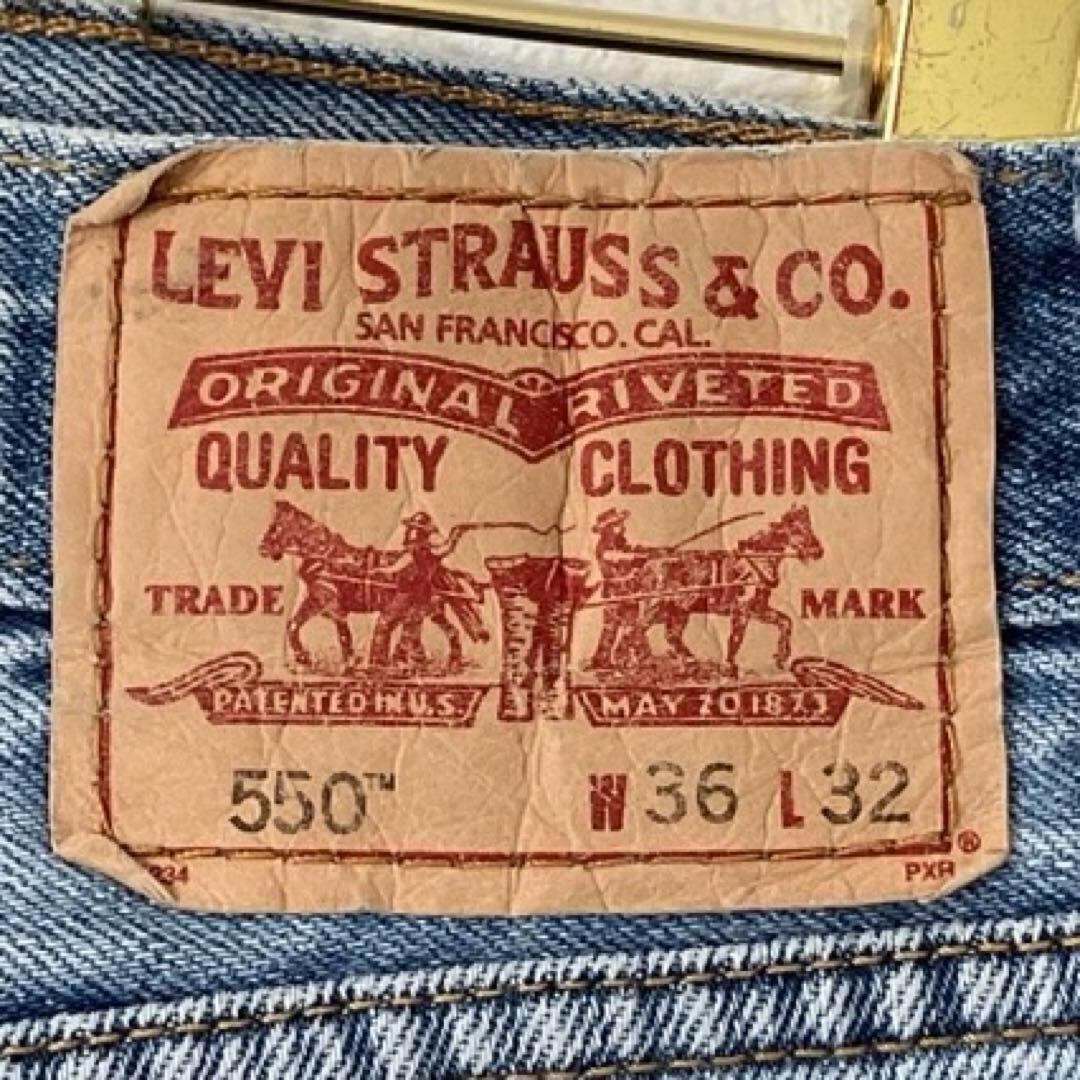 LEVI STRAUSS & CO.
SAN FRANCISCO. CAL.
ORIGINAL RIVETED
QUALITY CLOTHING
TRADE MARK
PATENTED IN U.S. MAY 20 1873
550™ W 36 L 32
®
PXR